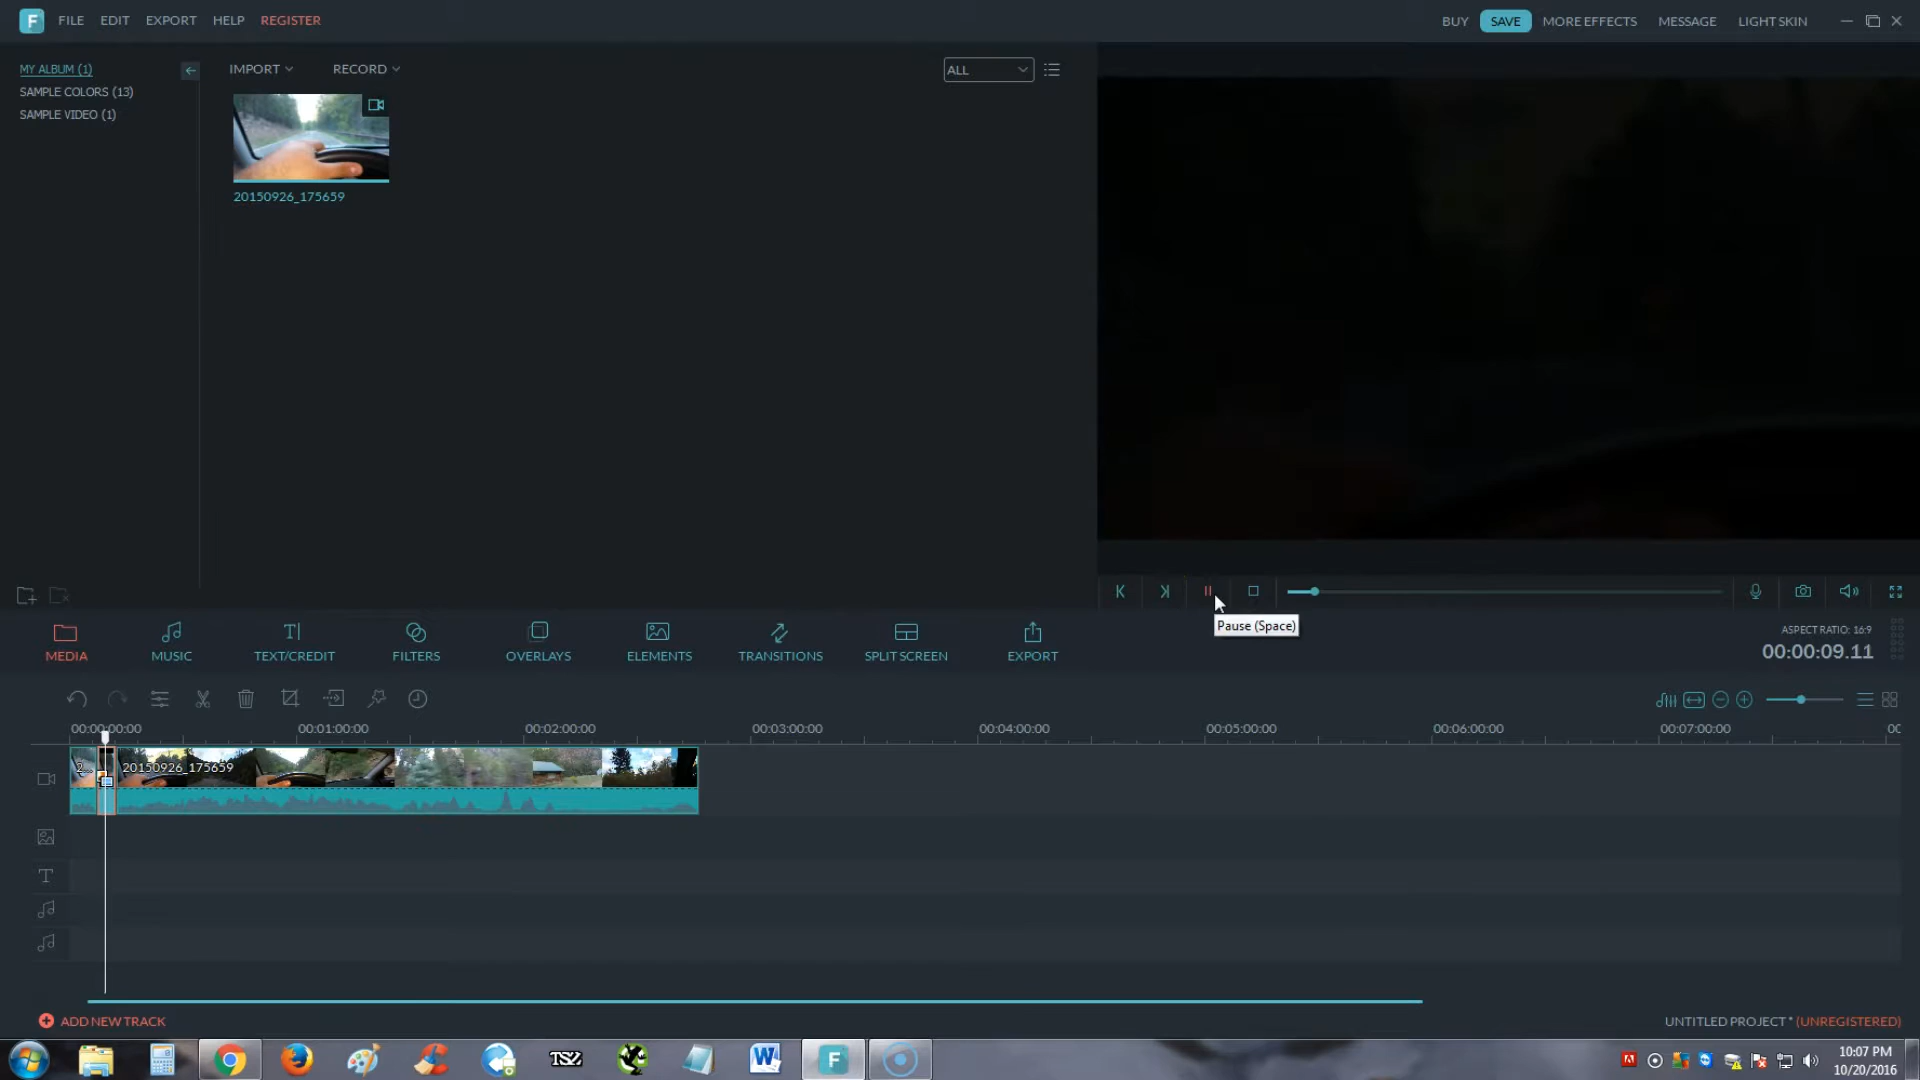 F FILE EDIT EXPORT HELP REGISTER BUY SAVE MORE EFFECTS MESSAGE LIGHT SKIN
MY ALBUM (1) IMPORT RECORD ALL
SAMPLE COLORS (13)
SAMPLE VIDEO (1)
20150926_175659
Pause (Space)
MEDIA MUSIC TEXT/CREDIT FILTERS OVERLAYS ELEMENTS TRANSITIONS SPLIT SCREEN EXPORT
ASPECT RATIO: 16:9
00:00:09.11
00:00:00:00 00:01:00:00 00:02:00:00 00:03:00:00 00:04:00:00 00:05:00:00 00:06:00:00 00:07:00:00 00
2... 20150926_175659
T
ADD NEW TRACK UNTITLED PROJECT * (UNREGISTERED)
TSZ W F
10:07 PM
10/20/2016